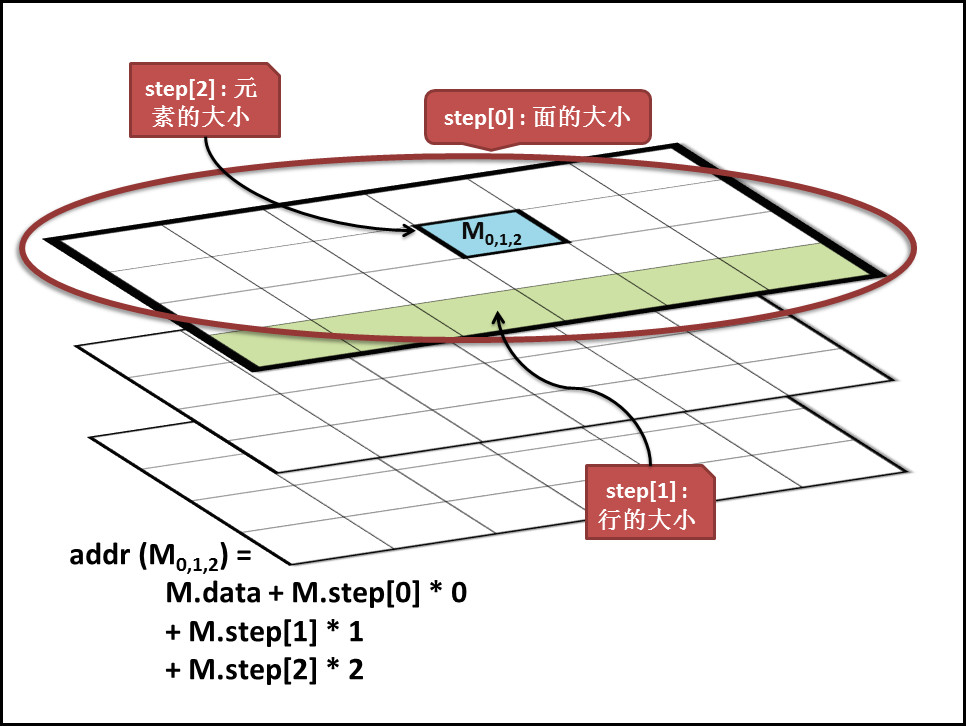 step[2] : 元
素的大小
step[0] : 面的大小
M0,1,2
step[1] :
行的大小
addr (M0,1,2) =
M.data + M.step[0] * 0
+ M.step[1] * 1
+ M.step[2] * 2